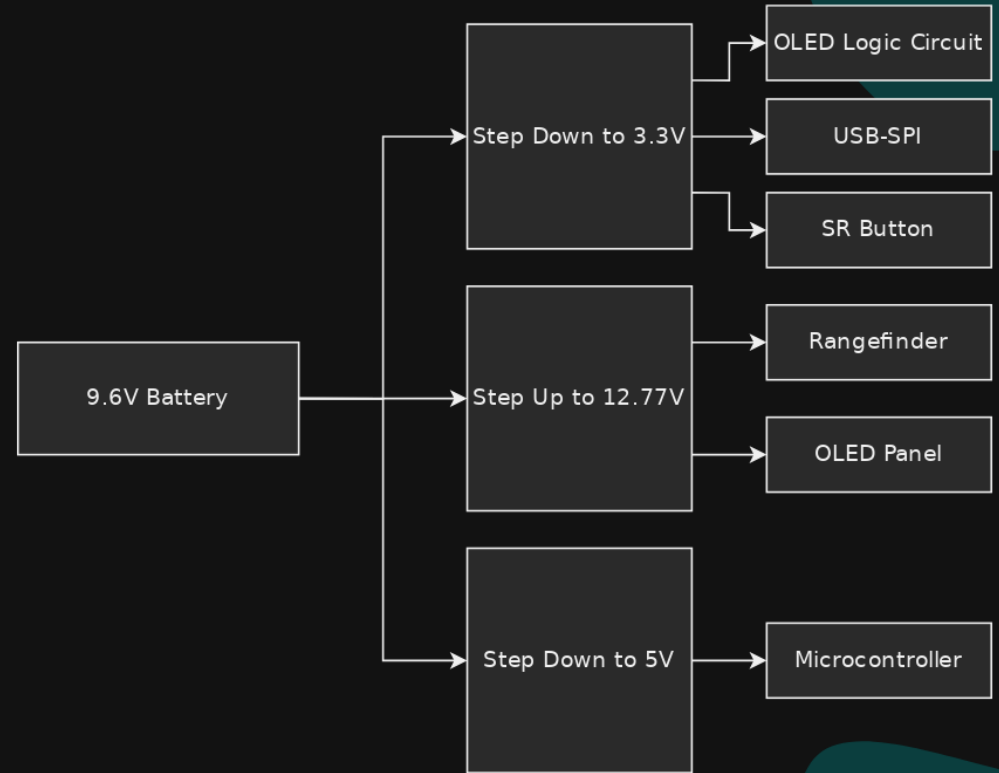 OLED Logic Circuit
Step Down to 3.3V
USB-SPI
SR Button
Rangefinder
9.6V Battery
Step Up to 12.77V
OLED Panel
Step Down to 5V
Microcontroller